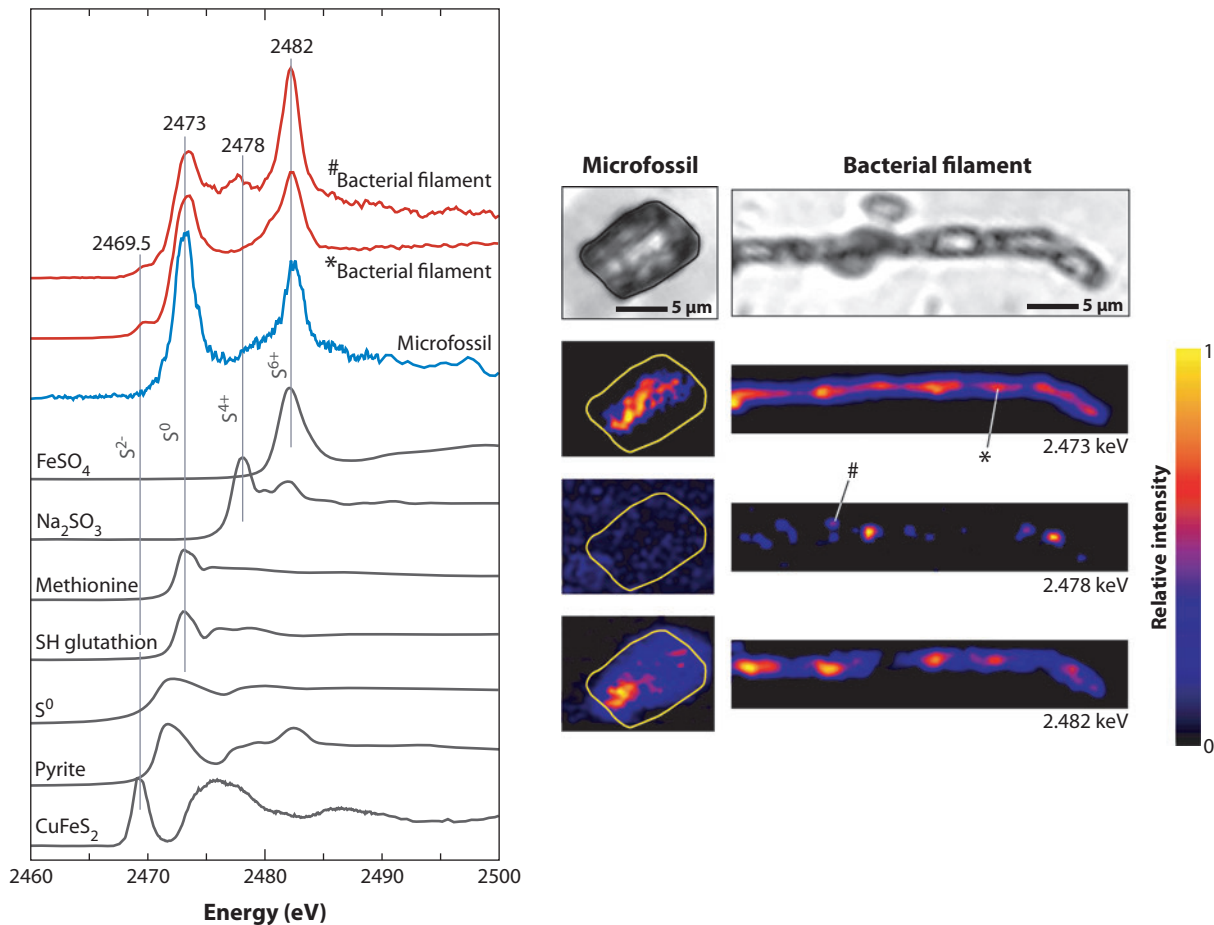 2482
2473
2478
#Bacterial filament
2469.5
*Bacterial filament
Microfossil
S2-
S0
S4+
S6+
FeSO4
Na2SO3
Methionine
SH glutathion
S0
Pyrite
CuFeS2
2460 2470 2480 2490 2500
Energy (eV)
Microfossil
Bacterial filament
5 µm
5 µm
2.473 keV
*
#
2.478 keV
2.482 keV
1
Relative intensity
0